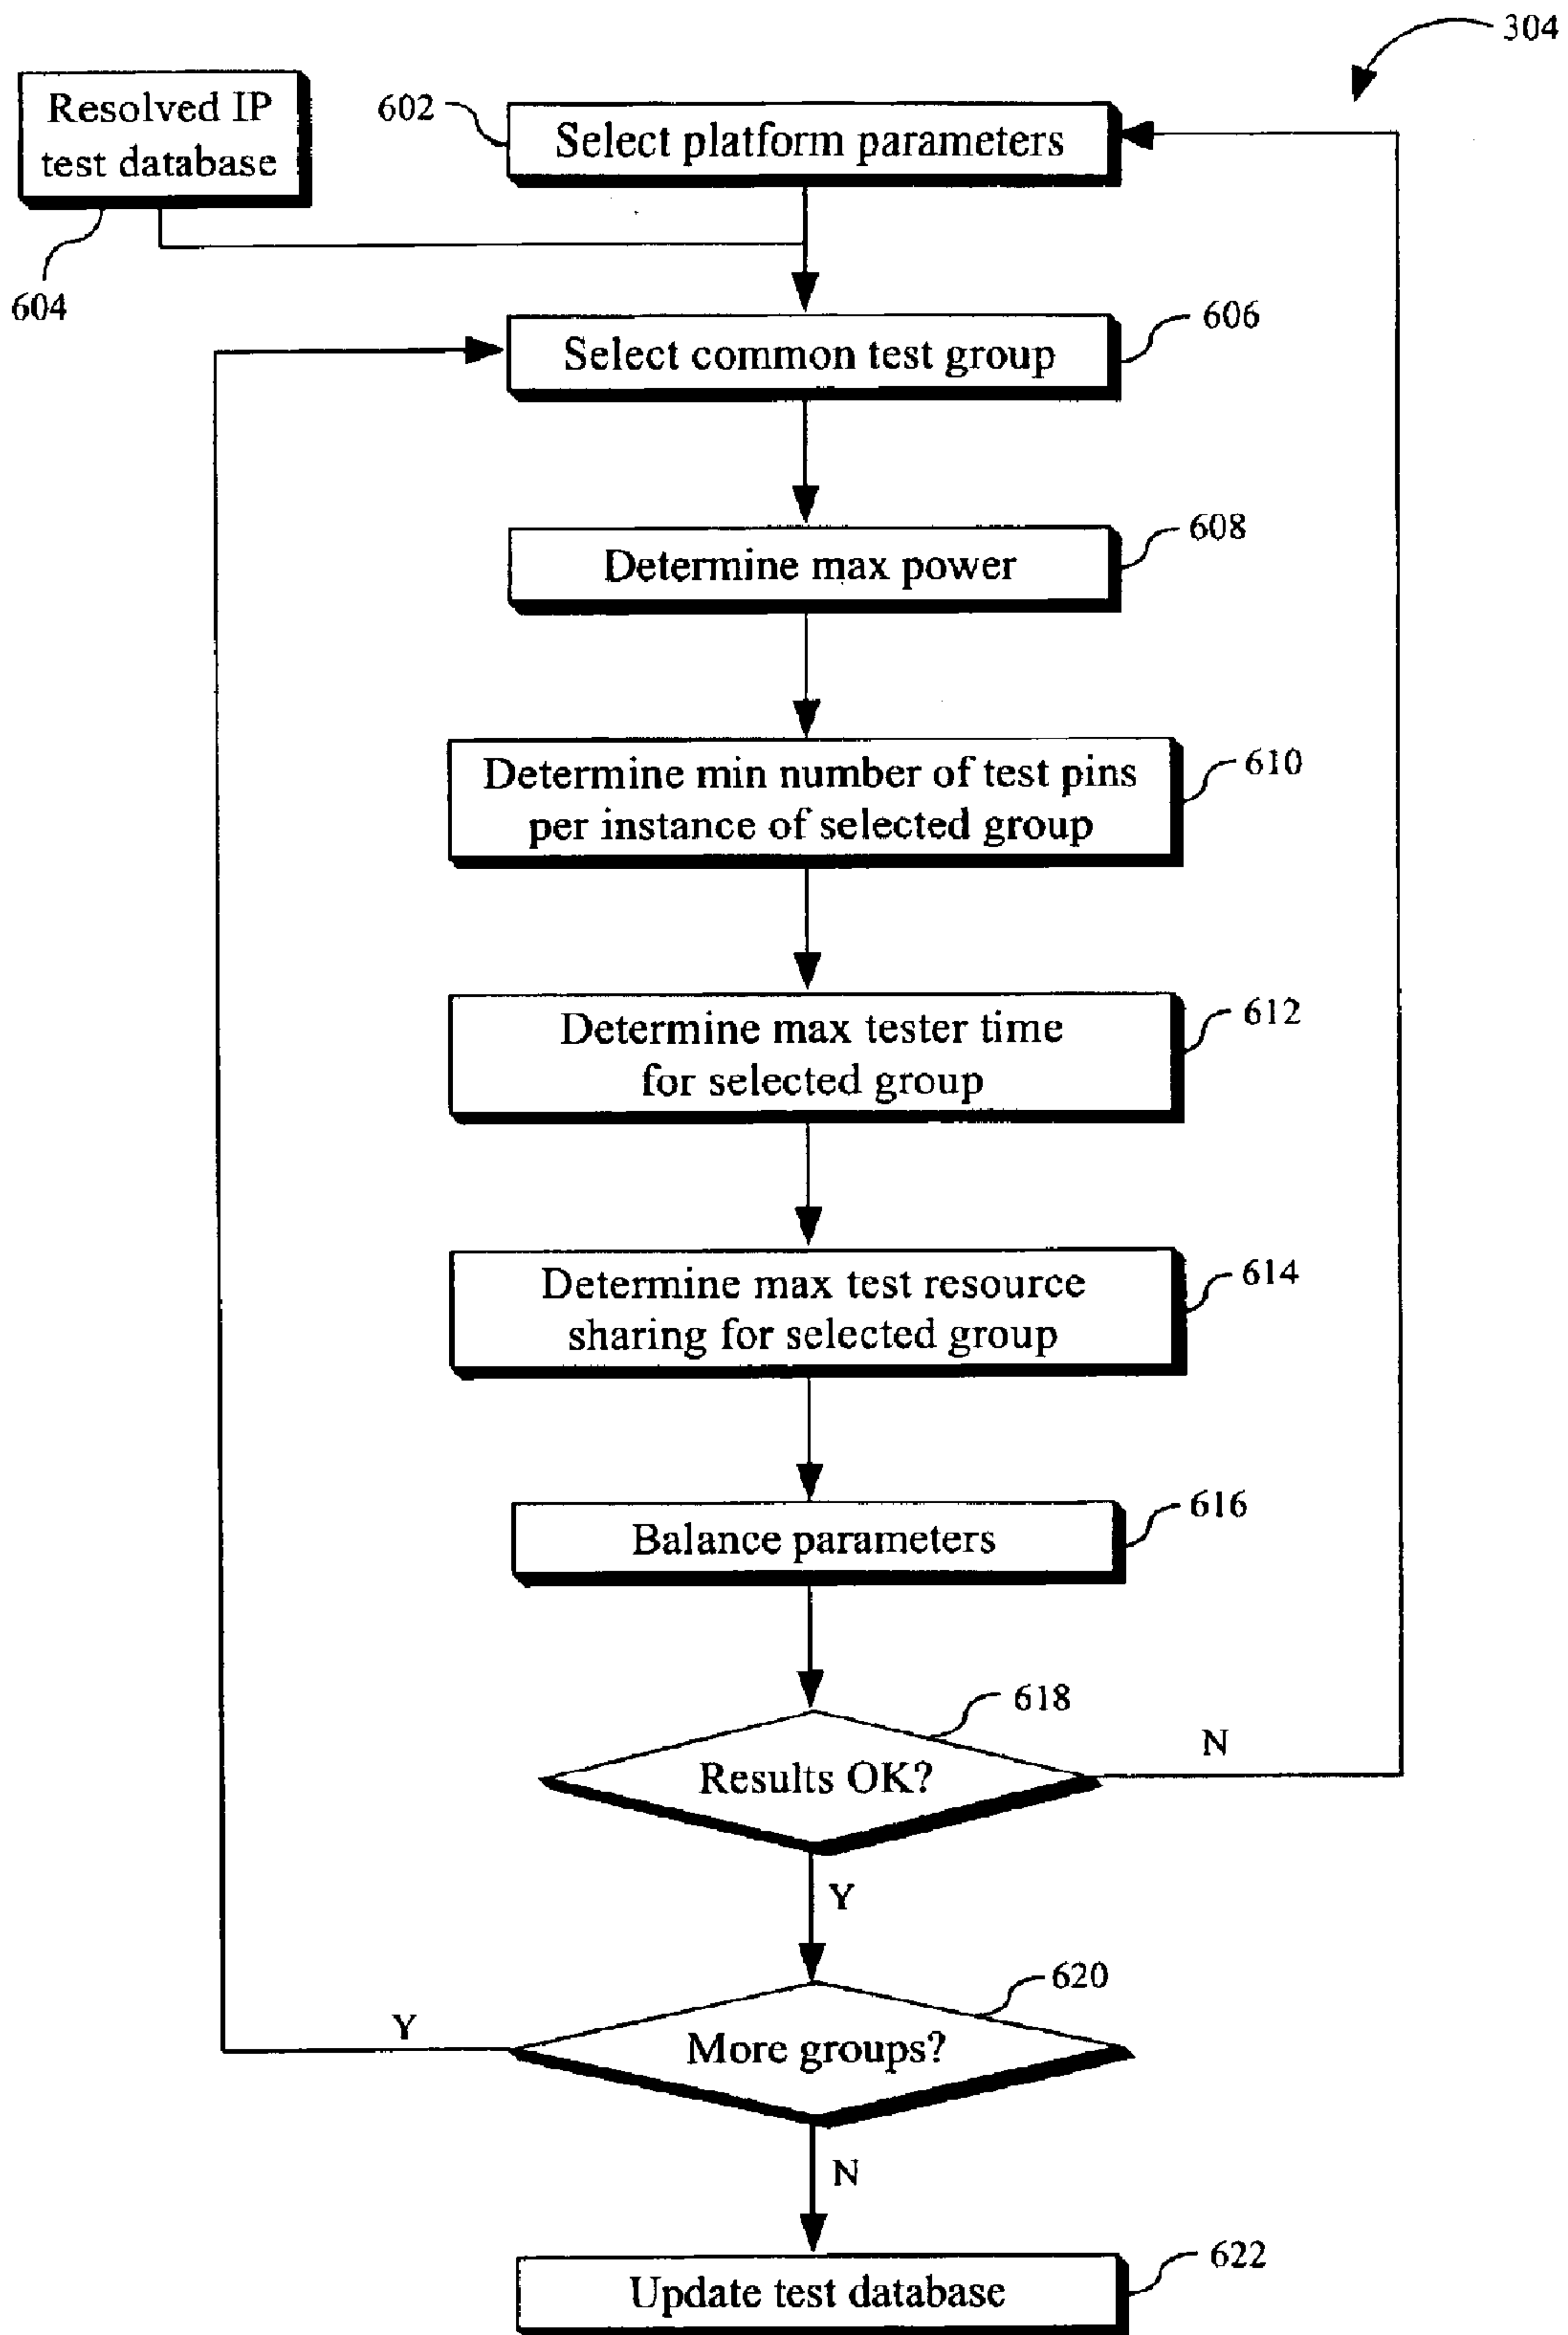 304
Resolved IP
test database
602
Select platform parameters
604
606
Select common test group
608
Determine max power
610
Determine min number of test pins
per instance of selected group
612
Determine max tester time
for selected group
614
Determine max test resource
sharing for selected group
616
Balance parameters
618
Results OK?
N
Y
620
More groups?
Y
N
622
Update test database